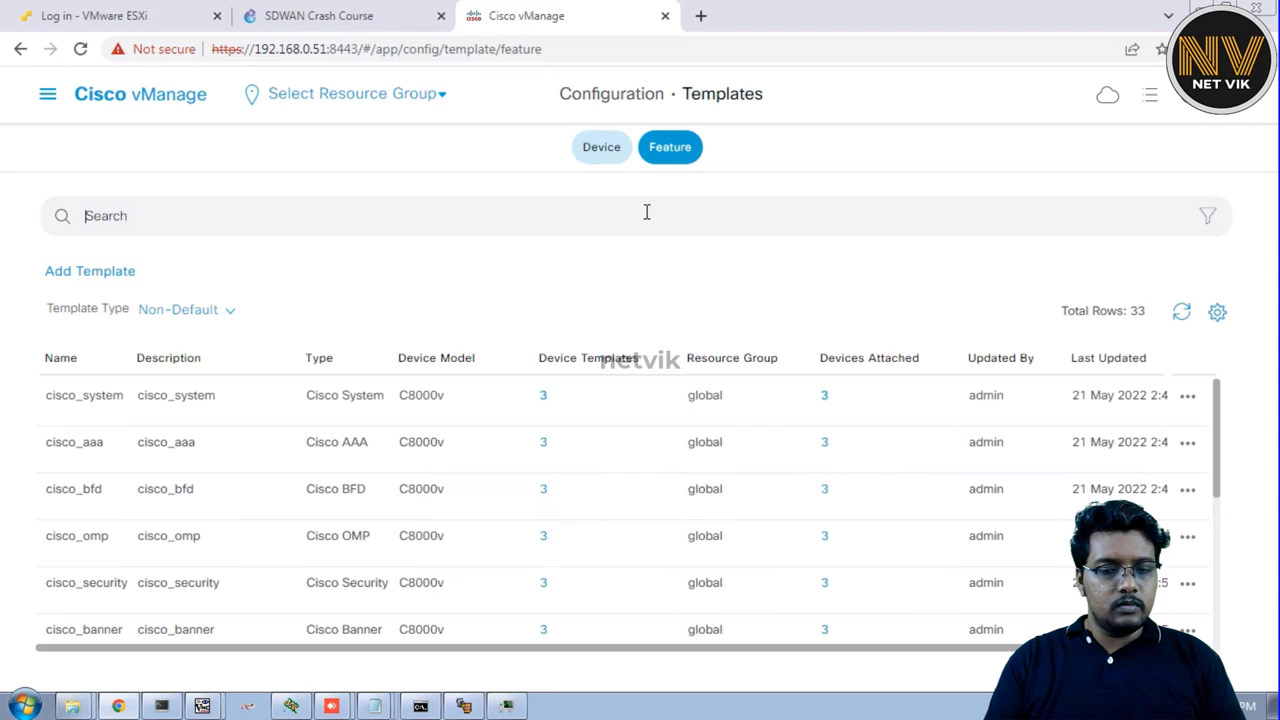 Log in - VMware ESXi
SDWAN Crash Course
Cisco vManage
Not secure
https://192.168.0.51:8443/#/app/config/template/feature
NV
NET VIK
Cisco vManage
Select Resource Group
Configuration · Templates
Device
Feature
Search
Add Template
Template Type Non-Default
Total Rows: 33
Name Description Type Device Model Device Templates Resource Group Devices Attached Updated By Last Updated
netvik
cisco_system cisco_system Cisco System C8000v 3 global 3 admin 21 May 2022 2:4
cisco_aaa cisco_aaa Cisco AAA C8000v 3 global 3 admin 21 May 2022 2:4
cisco_bfd cisco_bfd Cisco BFD C8000v 3 global 3 admin 21 May 2022 2:4
cisco_omp cisco_omp Cisco OMP C8000v 3 global 3 admin
cisco_security cisco_security Cisco Security C8000v 3 global 3 admin
cisco_banner cisco_banner Cisco Banner C8000v 3 global 3 admin
PM